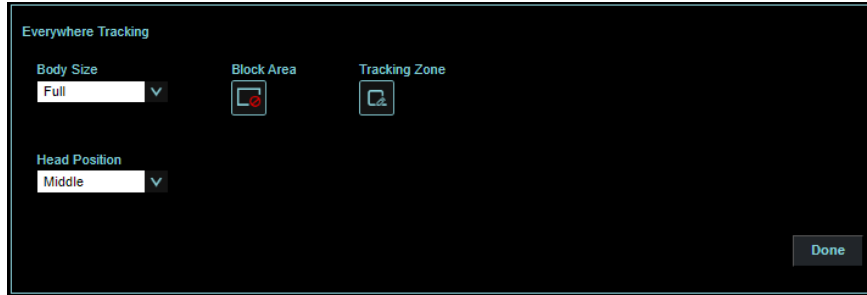 Everywhere Tracking
Body Size
Block Area
Tracking Zone
Full
Head Position
Middle
Done